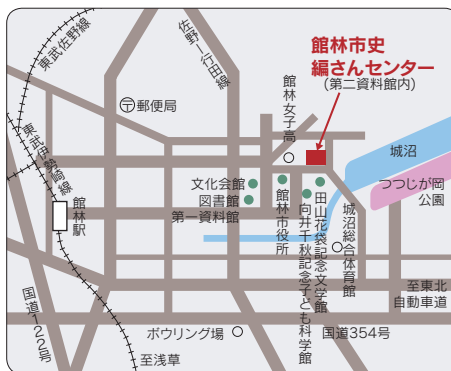 東武佐野線
佐野ー行田線
館林市史
編さんセンター
(第二資料館内)
館林女子高
〒郵便局
東武伊勢崎線
館林駅
城沼
つつじが岡
公園
文化会館
図書館
第一資料館
館林市役所
向井千秋記念子ども科学館
田山花袋記念文学館
城沼総合体育館
至東北
自動車道
国道122号
ボウリング場
国道354号
至浅草